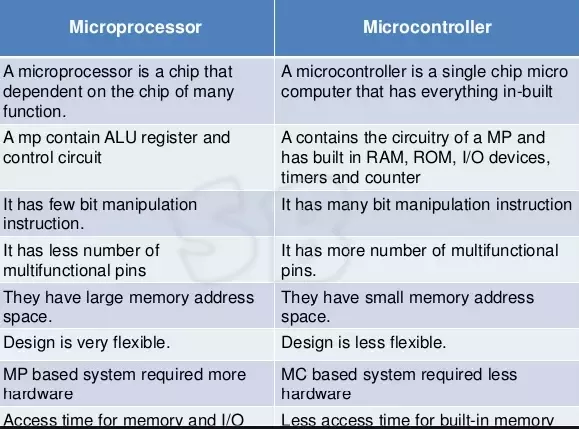 Microprocessor
Microcontroller
A microprocessor is a chip that
dependent on the chip of many
function.
A microcontroller is a single chip micro
computer that has everything in-built
A mp contain ALU register and
control circuit
A contains the circuitry of a MP and
has built in RAM, ROM, I/O devices,
timers and counter
It has few bit manipulation
instruction.
It has many bit manipulation instruction
It has less number of
multifunctional pins
It has more number of multifunctional
pins.
They have large memory address
space.
They have small memory address
space.
Design is very flexible.
Design is less flexible.
MP based system required more
hardware
MC based system required less
hardware
Access time for memory and I/O
Less access time for built-in memory